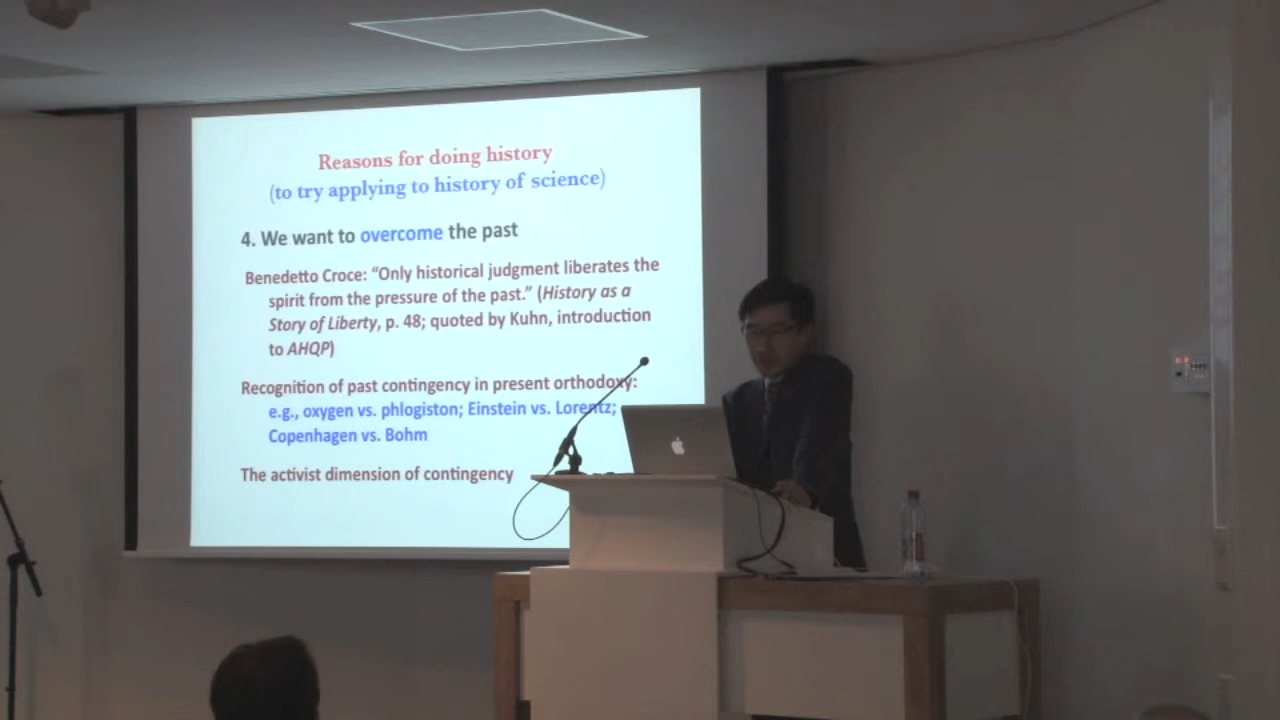 Reasons for doing history
(to try applying to history of science)
4. We want to overcome the past
Benedetto Croce: “Only historical judgment liberates the
spirit from the pressure of the past.” (History as a
Story of Liberty, p. 48; quoted by Kuhn, introduction
to AHQP)
Recognition of past contingency in present orthodoxy:
e.g., oxygen vs. phlogiston; Einstein vs. Lorentz;
Copenhagen vs. Bohm
The activist dimension of contingency